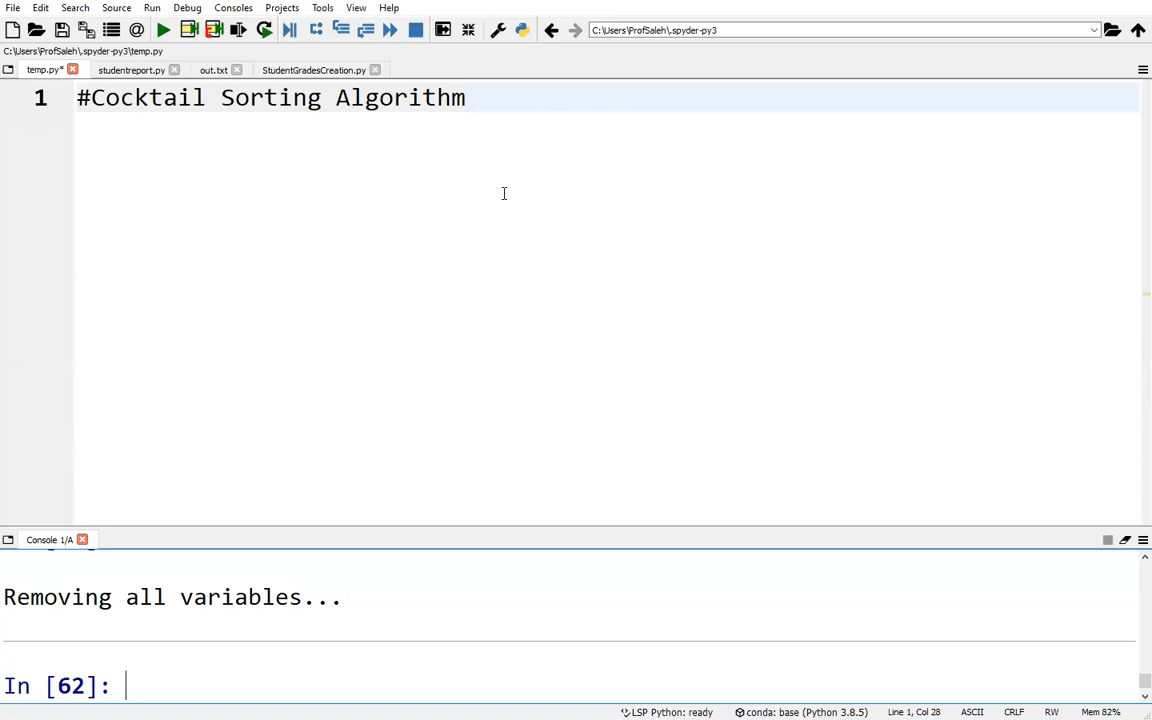 File Edit Search Source Run Debug Consoles Projects Tools View Help
C:\Users\ProfSaleh\.spyder-py3
C:\Users\ProfSaleh\.spyder-py3\temp.py
temp.py* studentreport.py out.txt StudentGradesCreation.py
1 #Cocktail Sorting Algorithm
Console 1/A
Removing all variables...
In [62]:
LSP Python: ready conda: base (Python 3.8.5) Line 1, Col 28 ASCII CRLF RW Mem 82%